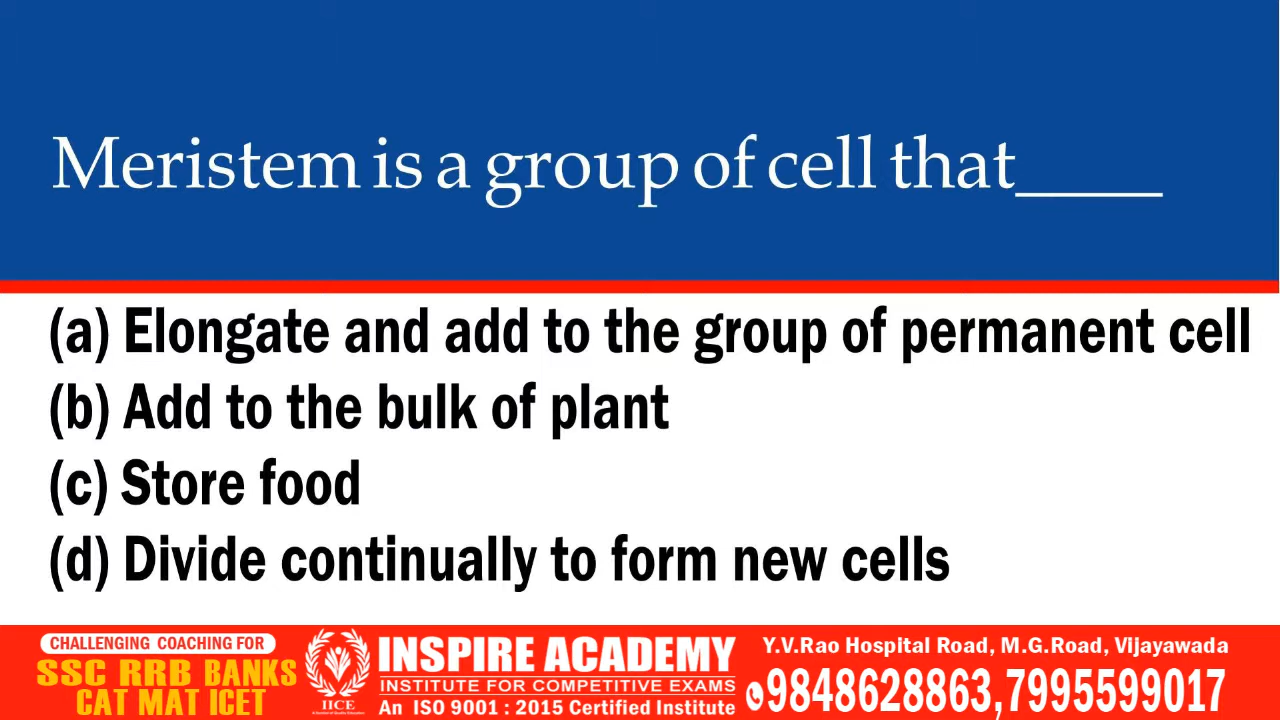 Meristem is a group of cell that____
(a) Elongate and add to the group of permanent cell
(b) Add to the bulk of plant
(c) Store food
(d) Divide continually to form new cells
CHALLENGING COACHING FOR
SSC RRB BANKS
CAT MAT ICET
IICE
INSPIRE ACADEMY
INSTITUTE FOR COMPETITIVE EXAMS
An ISO 9001 : 2015 Certified Institute
Y.V.Rao Hospital Road, M.G.Road, Vijayawada
9848628863,7995599017